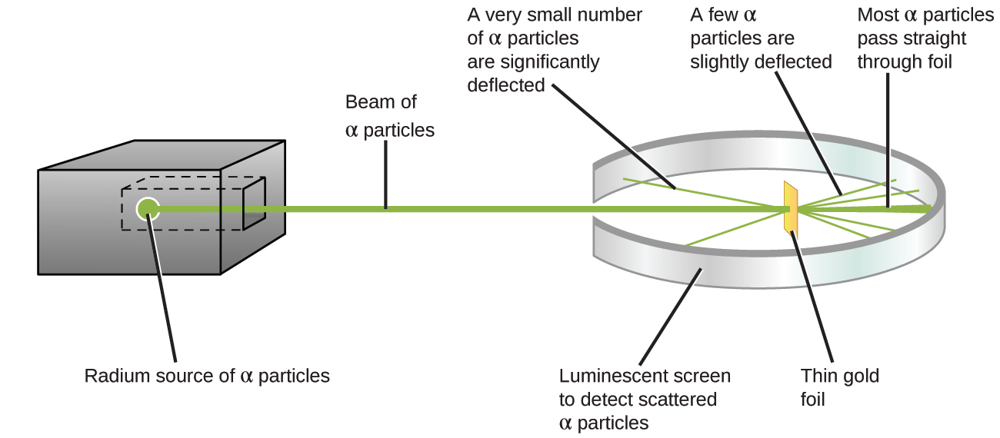 A very small number
of α particles
are significantly
deflected
A few α
particles are
slightly deflected
Most α particles
pass straight
through foil
Beam of
α particles
Radium source of α particles
Luminescent screen
to detect scattered
α particles
Thin gold
foil